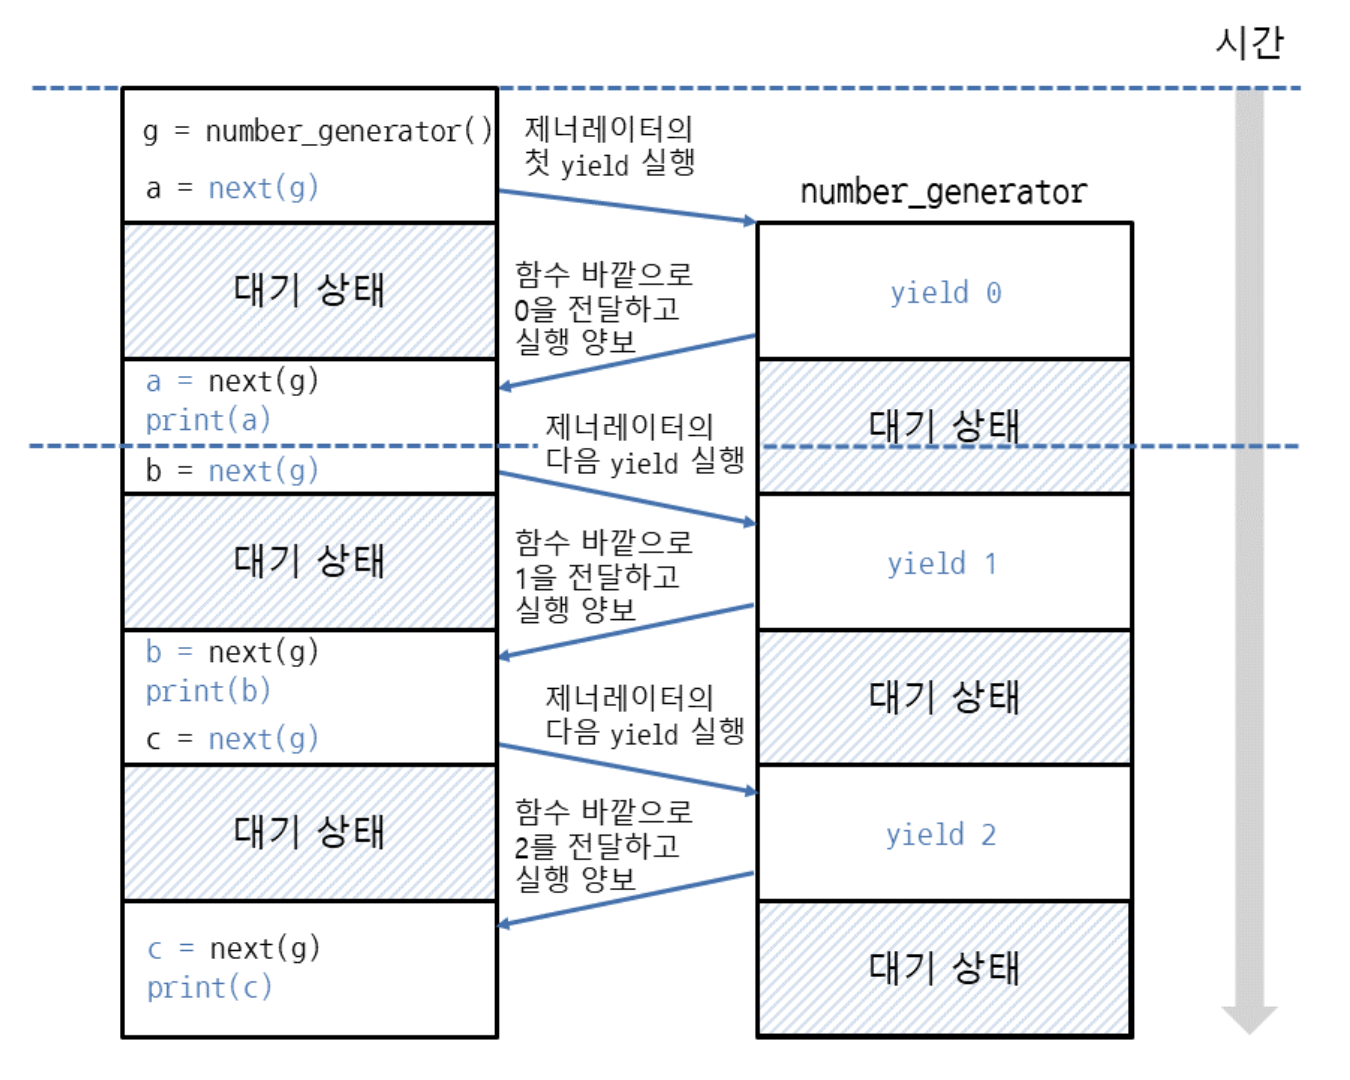 시간
g = number_generator()
a = next(g)
제너레이터의
첫 yield 실행
number_generator
대기 상태
함수 바깥으로
0을 전달하고
실행 양보
yield 0
a = next(g)
print(a)
b = next(g)
제너레이터의
다음 yield 실행
대기 상태
대기 상태
함수 바깥으로
1을 전달하고
실행 양보
yield 1
b = next(g)
print(b)
c = next(g)
제너레이터의
다음 yield 실행
대기 상태
대기 상태
함수 바깥으로
2를 전달하고
실행 양보
yield 2
c = next(g)
print(c)
대기 상태